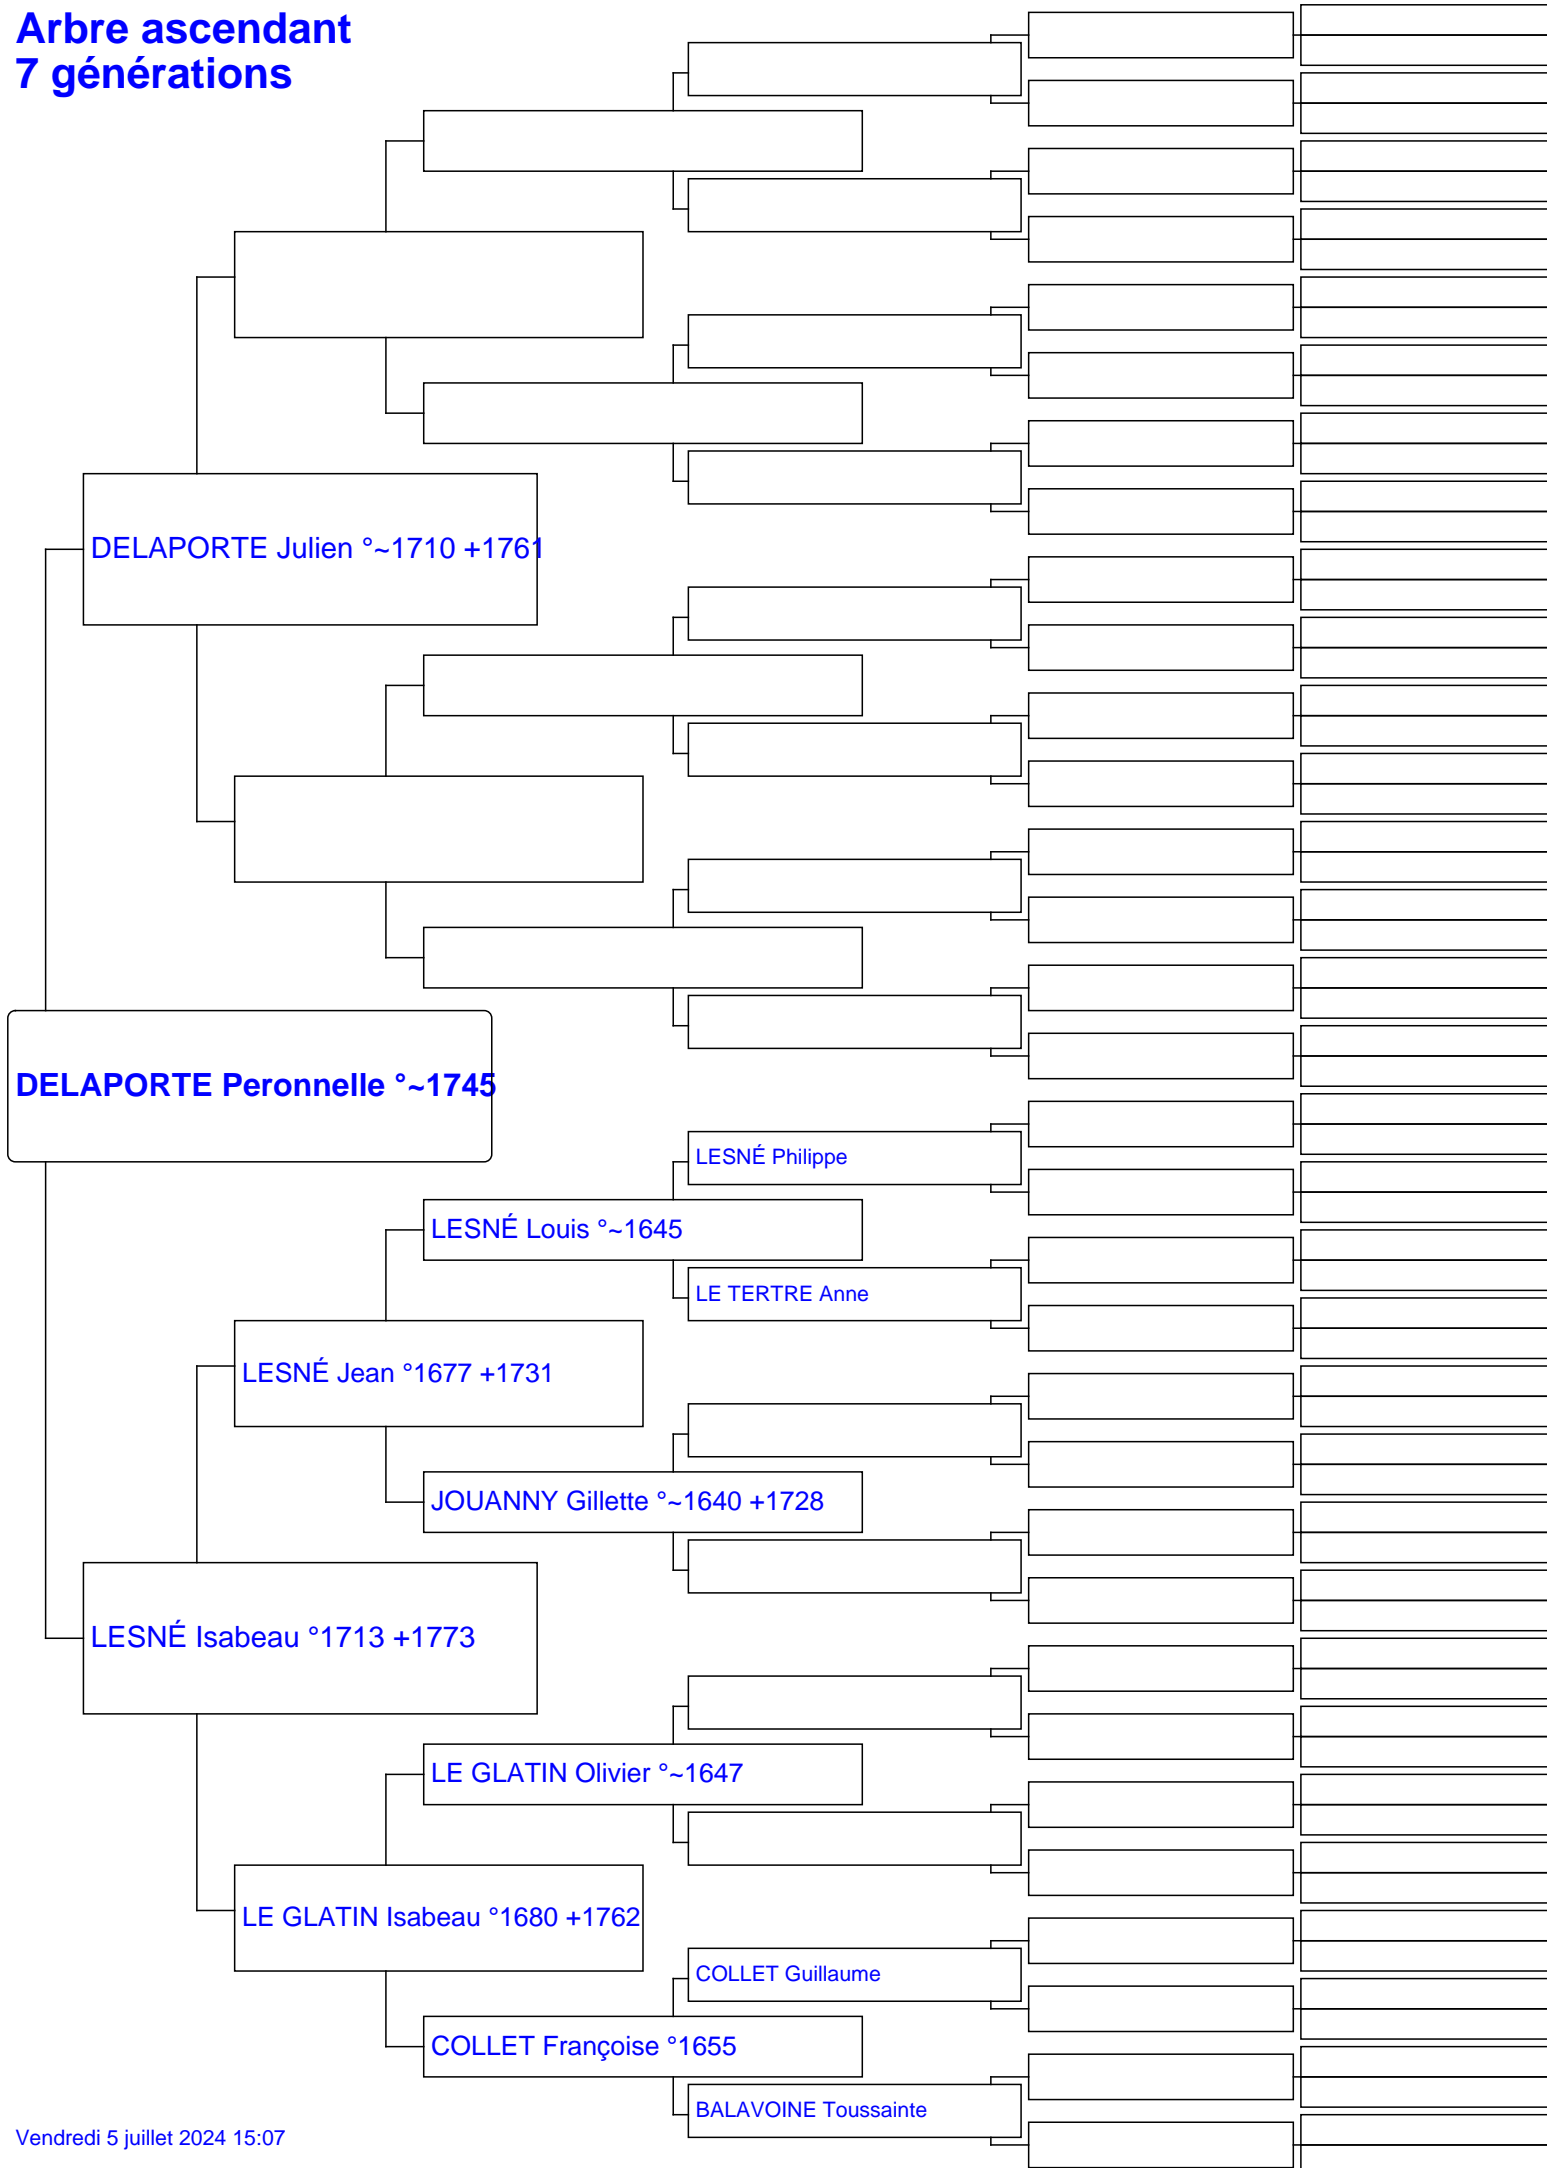 Arbre ascendant
7 générations
DELAPORTE Julien °~1710 +1761
DELAPORTE Peronnelle °~1745
LESNÉ Philippe
LESNÉ Louis °~1645
LE TERTRE Anne
LESNÉ Jean °1677 +1731
JOUANNY Gillette °~1640 +1728
LESNÉ Isabeau °1713 +1773
LE GLATIN Olivier °~1647
LE GLATIN Isabeau °1680 +1762
COLLET Guillaume
COLLET Françoise °1655
BALAVOINE Toussainte
Vendredi 5 juillet 2024 15:07